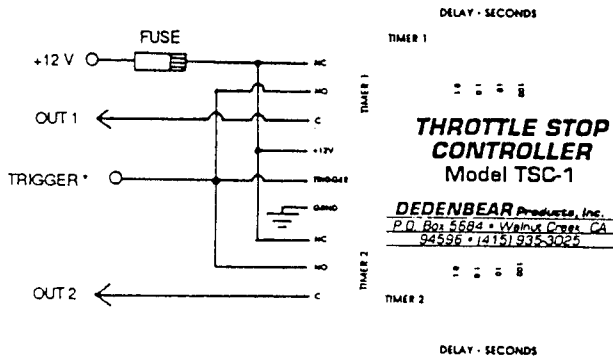 DELAY - SECONDS
TIMER 1
FUSE
+12 V
NC
NO
TIMER 1
OUT 1
C
+12V
TRIGGER *
TRIGGER
GRND
NC
NO
TIMER 2
OUT 2
C
THROTTLE STOP
CONTROLLER
Model TSC-1
DEDENBEAR Products, Inc.
P.O. Box 5684 • Walnut Creek, CA
94596 • (415) 935-3025
TIMER 2
DELAY - SECONDS